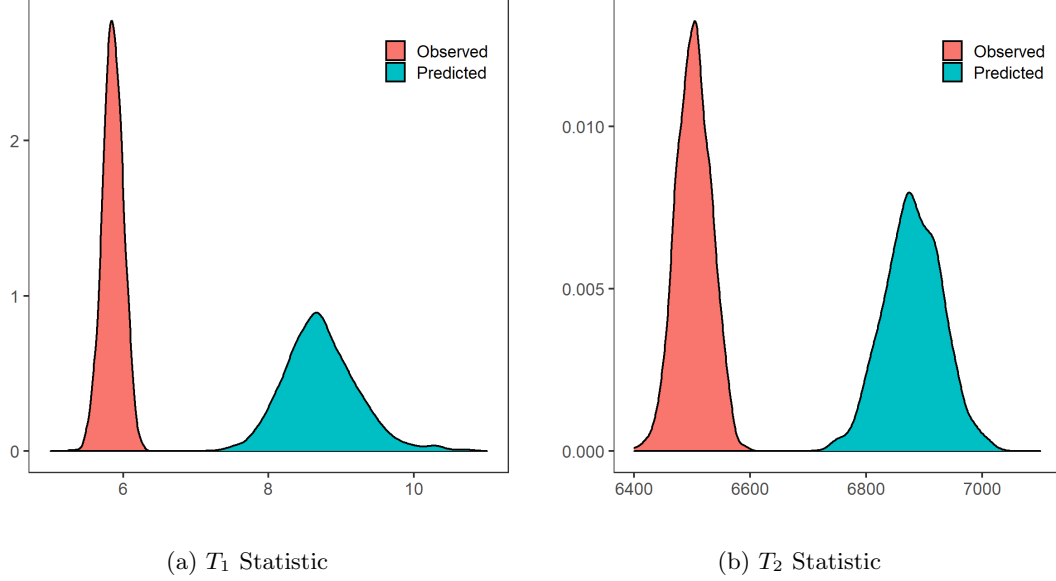 Observed
Predicted
2
1
0
6 8 10
(a) T₁ Statistic
Observed
Predicted
0.010
0.005
0.000
6400 6600 6800 7000
(b) T₂ Statistic